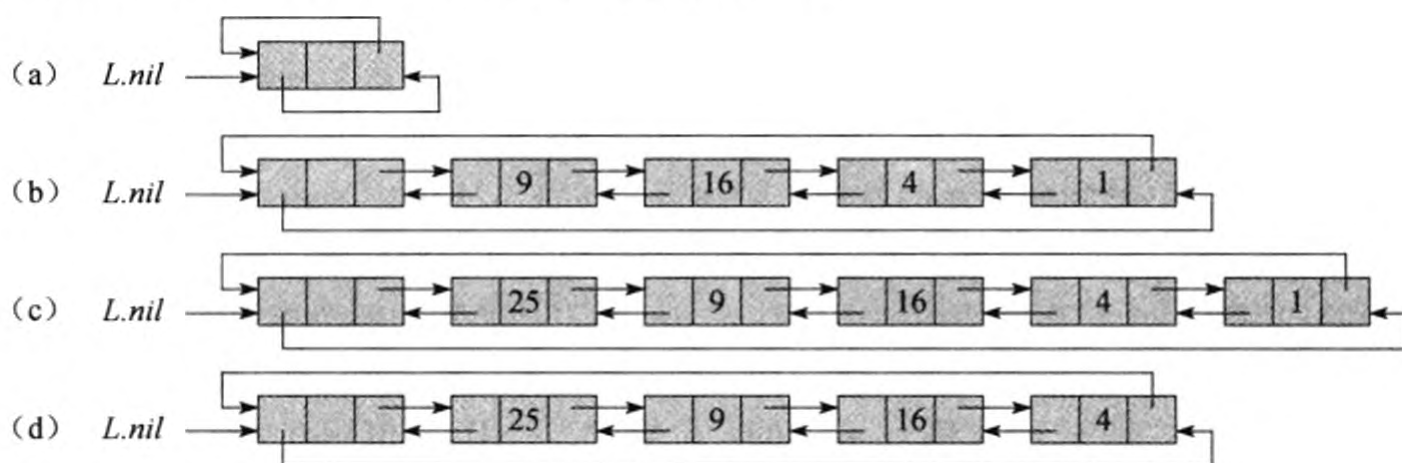 （a） L.nil
（b） L.nil 9 16 4 1
（c） L.nil 25 9 16 4 1
（d） L.nil 25 9 16 4